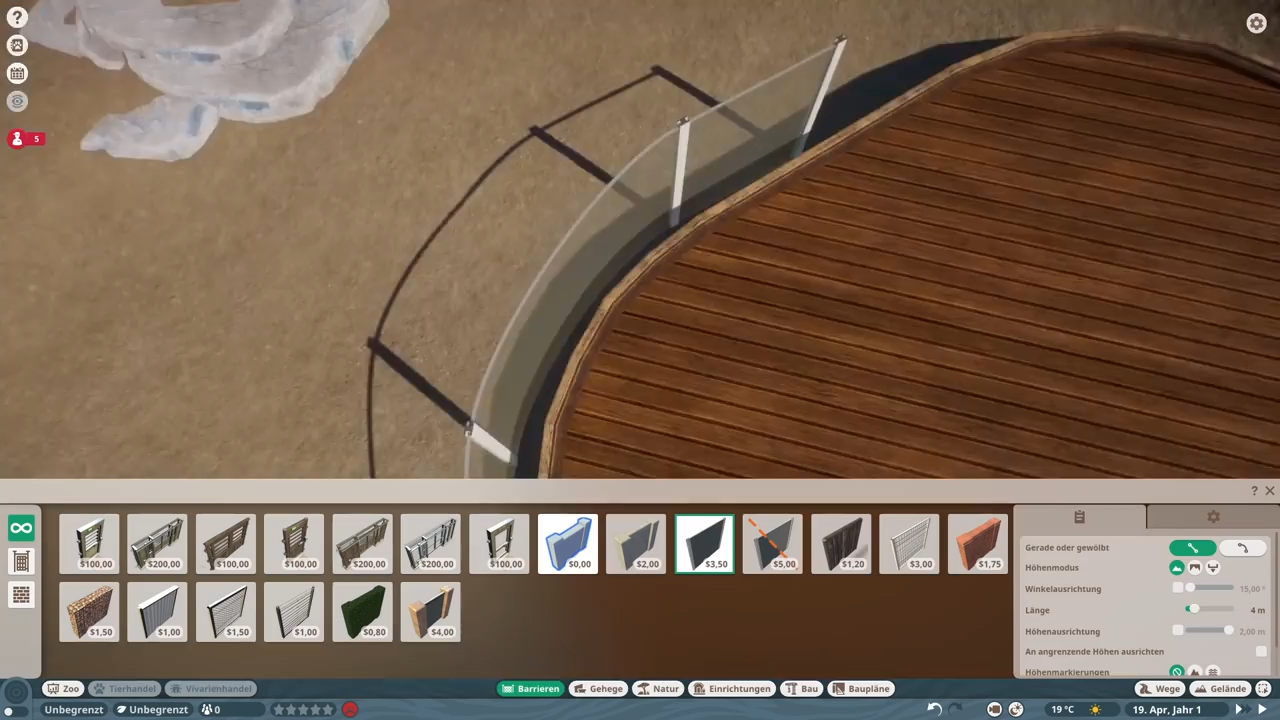 ?
5
? ×
$100,00 $200,00 $100,00 $100,00 $200,00 $200,00 $100,00 $0,00 $2,00 $3,50 $5,00 $1,20 $3,00 $1,75
$1,50 $1,00 $1,50 $1,00 $0,80 $4,00
Gerade oder gewölbt
Höhenmodus
Winkelausrichtung 15,00 °
Länge 4 m
Höhenausrichtung 2,00 m
An angrenzende Höhen ausrichten
Höhenmarkierungen
Zoo Tierhandel Vivarienhandel Barrieren Gehege Natur Einrichtungen Bau Baupläne Wege Gelände
Unbegrenzt Unbegrenzt 0 19 °C 19. Apr, Jahr 1